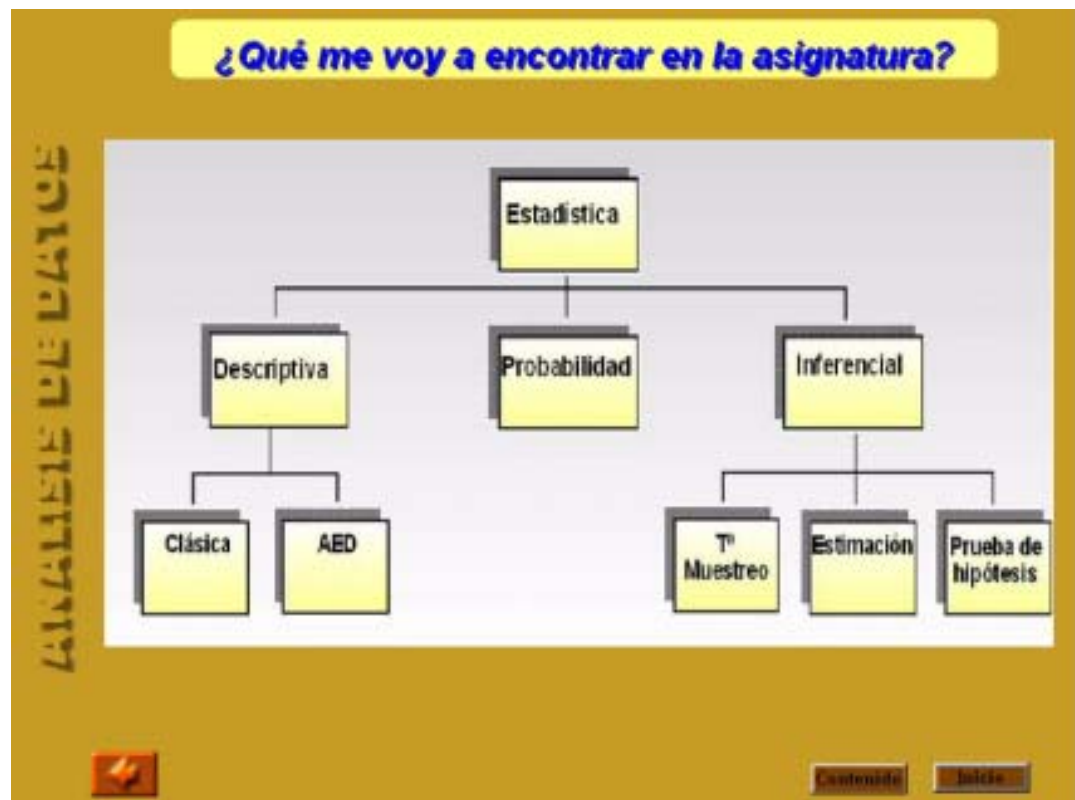 ¿Qué me voy a encontrar en la asignatura?
ANALISIS DE DATOS
Estadística
Descriptiva
Probabilidad
Inferencial
Clásica
AED
Tª
Muestreo
Estimación
Prueba de
hipótesis
Contenido
Inicio